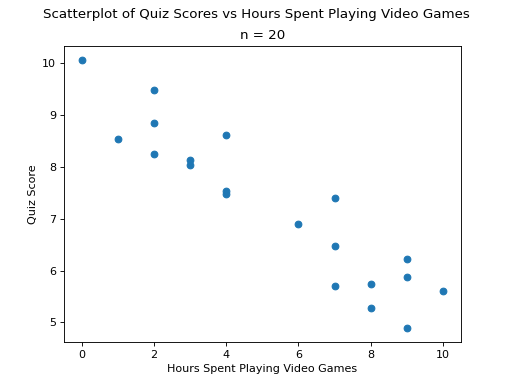 Scatterplot of Quiz Scores vs Hours Spent Playing Video Games
n = 20
10
9
8
7
6
5
Quiz Score
0 2 4 6 8 10
Hours Spent Playing Video Games